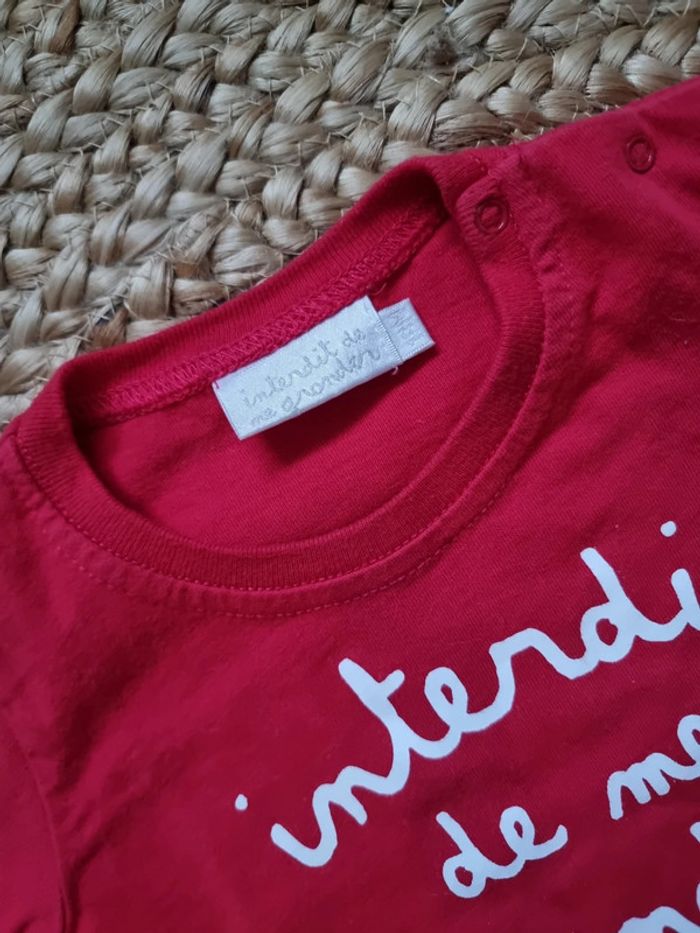 interdit de
me gronder
interdi
de me